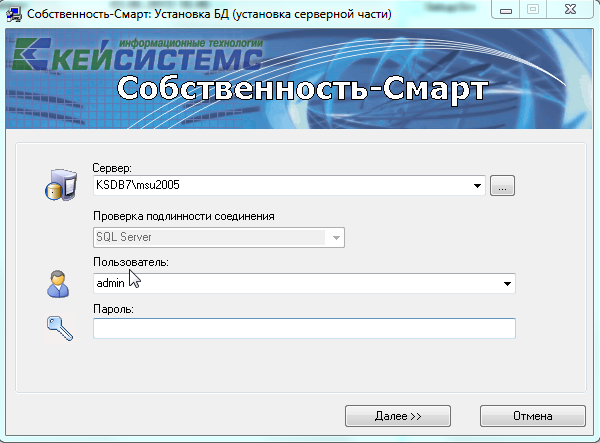 Собственность-Смарт: Установка БД (установка серверной части)
информационные технологии
КЕЙСИСТЕМС
Собственность-Смарт
Сервер:
KSDB7\msu2005
...
Проверка подлинности соединения
SQL Server
Пользователь:
admin
Пароль:
Далее >>
Отмена